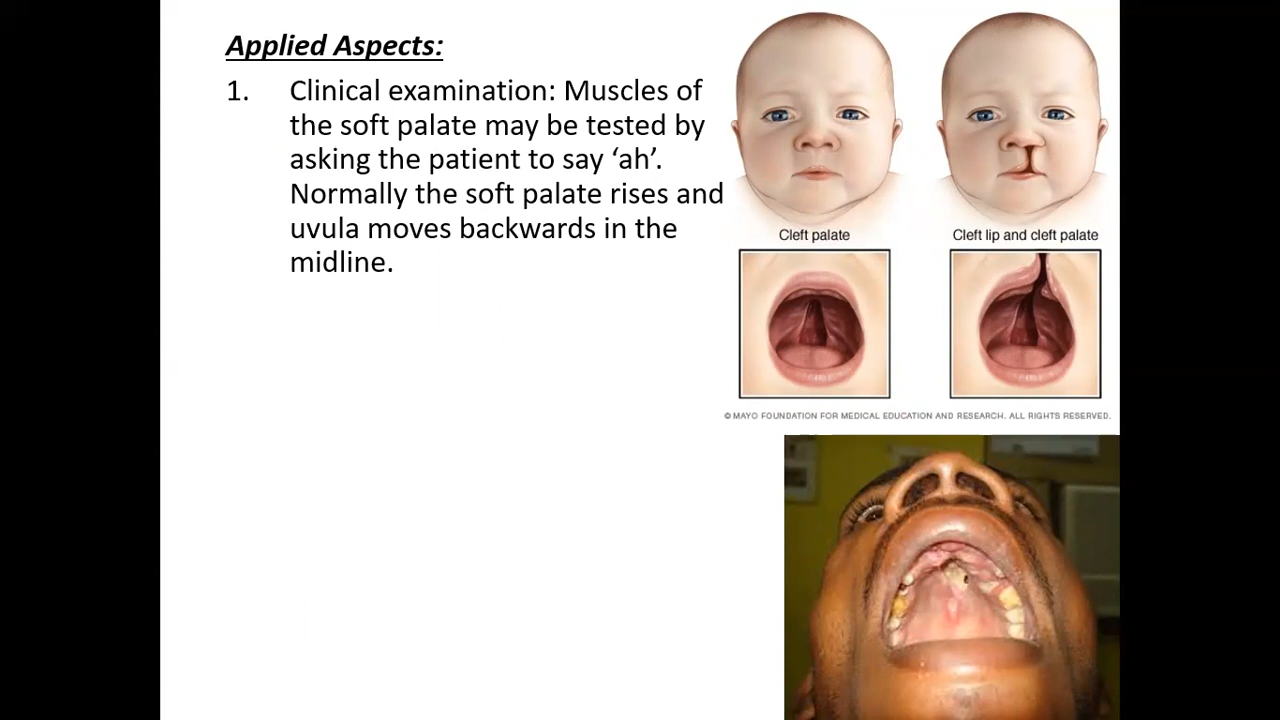 Applied Aspects:
1. Clinical examination: Muscles of
the soft palate may be tested by
asking the patient to say ‘ah’.
Normally the soft palate rises and
uvula moves backwards in the
midline.
Cleft palate
Cleft lip and cleft palate
© MAYO FOUNDATION FOR MEDICAL EDUCATION AND RESEARCH. ALL RIGHTS RESERVED.